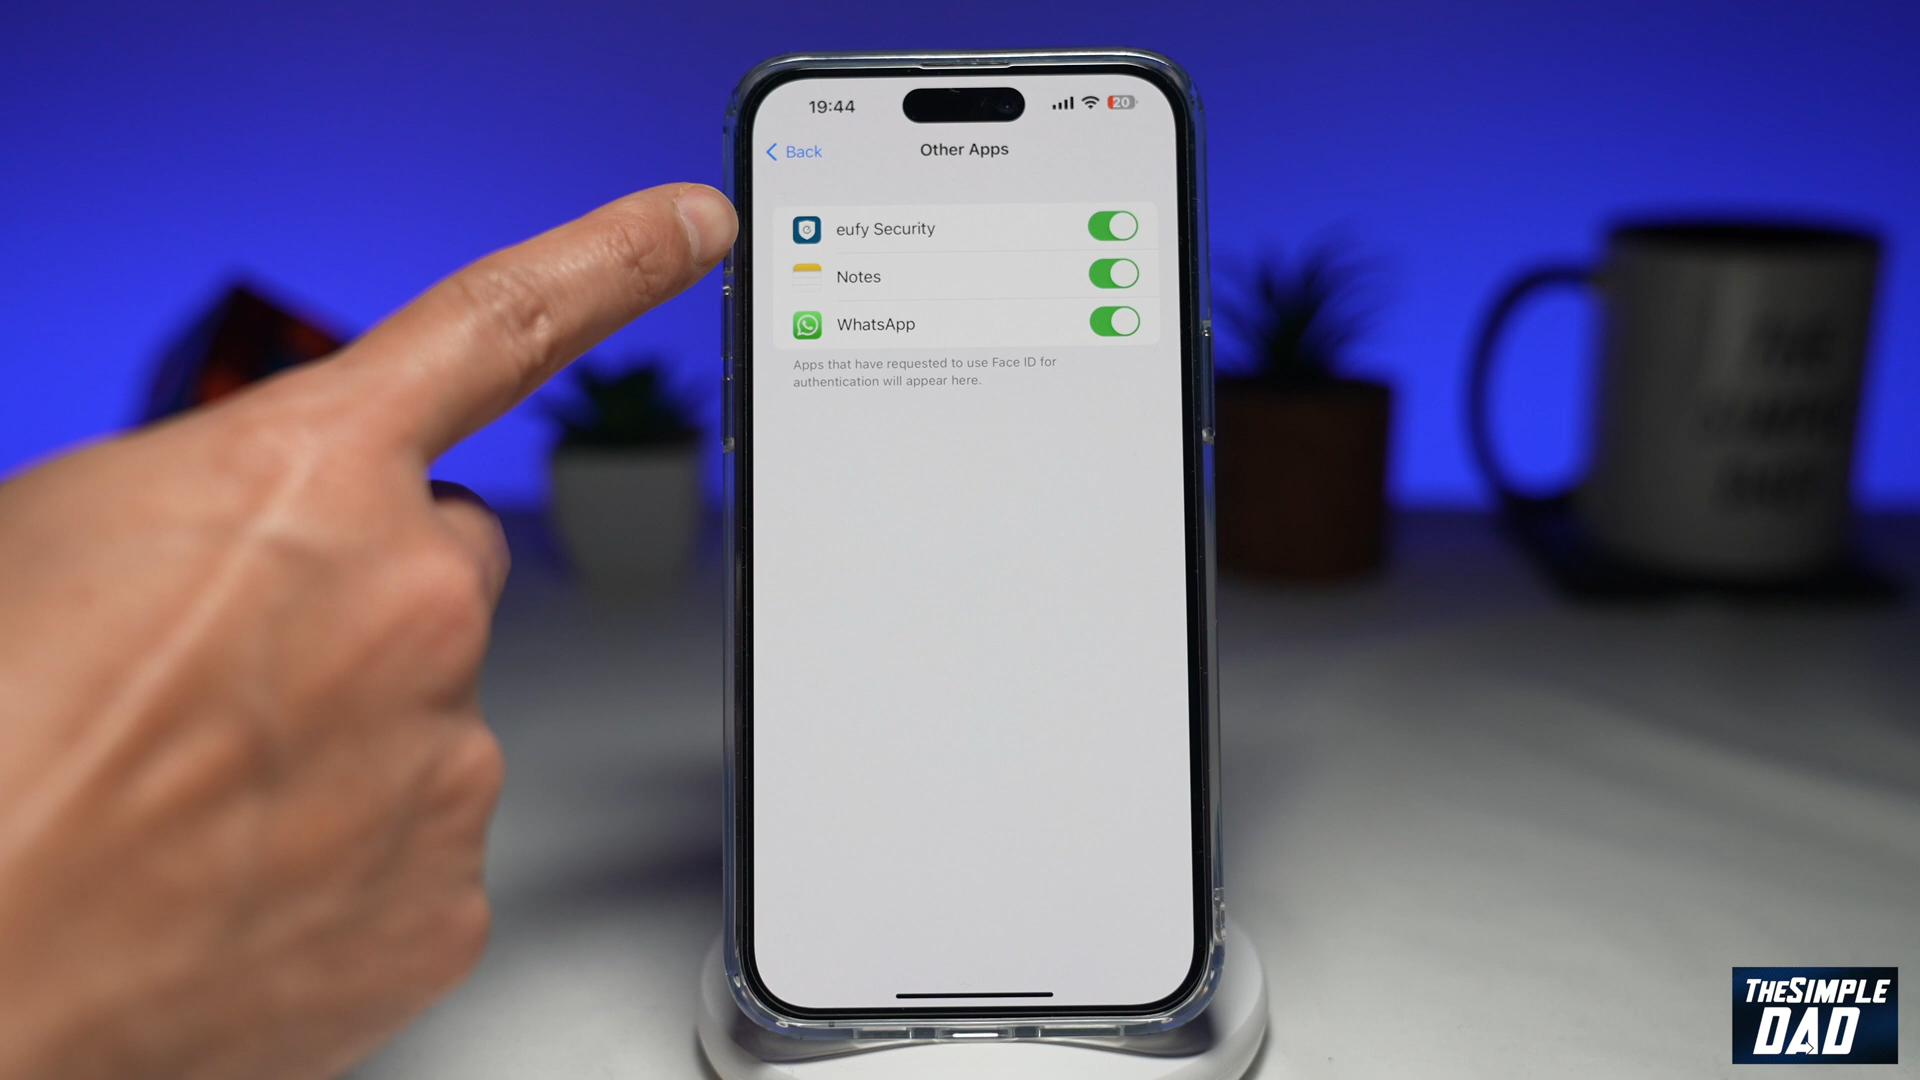 19:44
20
Back
Other Apps
eufy Security
Notes
WhatsApp
Apps that have requested to use Face ID for
authentication will appear here.
THESIMPLE
DAD